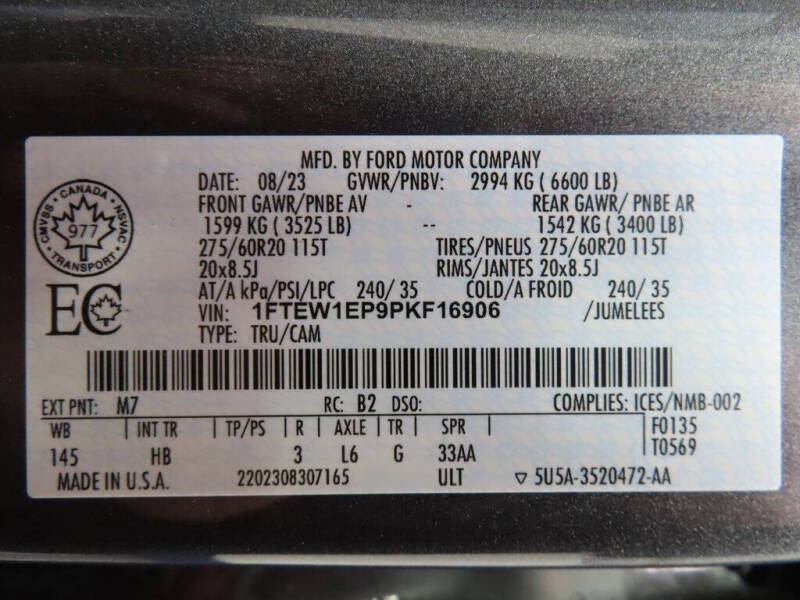 MFD. BY FORD MOTOR COMPANY
DATE: 08/23 GVWR/PNBV: 2994 KG ( 6600 LB)
FRONT GAWR/PNBE AV - REAR GAWR/ PNBE AR
1599 KG ( 3525 LB) -- 1542 KG ( 3400 LB)
275/60R20 115T TIRES/PNEUS 275/60R20 115T
20x8.5J RIMS/JANTES 20x8.5J
AT/A kPa/PSI/LPC 240/ 35 COLD/A FROID 240/ 35
VIN: 1FTEW1EP9PKF16906 /JUMELEES
TYPE: TRU/CAM
CANADA
CMVSS 977 NSVAC
TRANSPORT
EC
EXT PNT: M7 RC: B2 DSO: COMPLIES: ICES/NMB-002
WB | INT TR | TP/PS | R | AXLE | TR | SPR | F0135
145 HB 3 L6 G 33AA | T0569
MADE IN U.S.A. 2202308307165 ULT ▽ 5U5A-3520472-AA